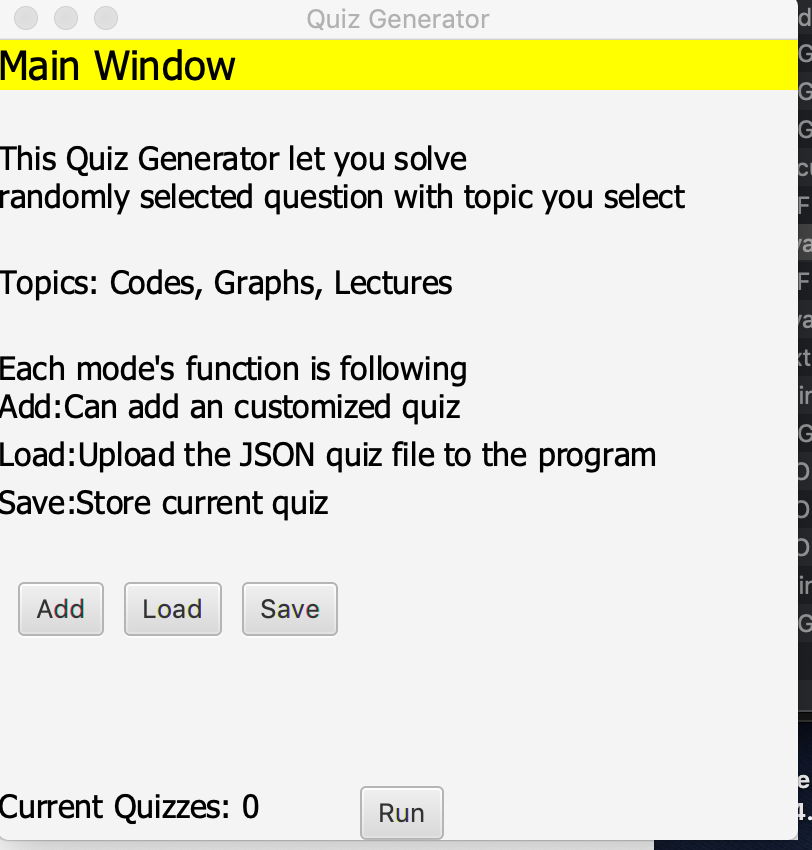 Quiz Generator
Main Window
This Quiz Generator let you solve
randomly selected question with topic you select
Topics: Codes, Graphs, Lectures
Each mode's function is following
Add:Can add an customized quiz
Load:Upload the JSON quiz file to the program
Save:Store current quiz
Add Load Save
Current Quizzes: 0
Run